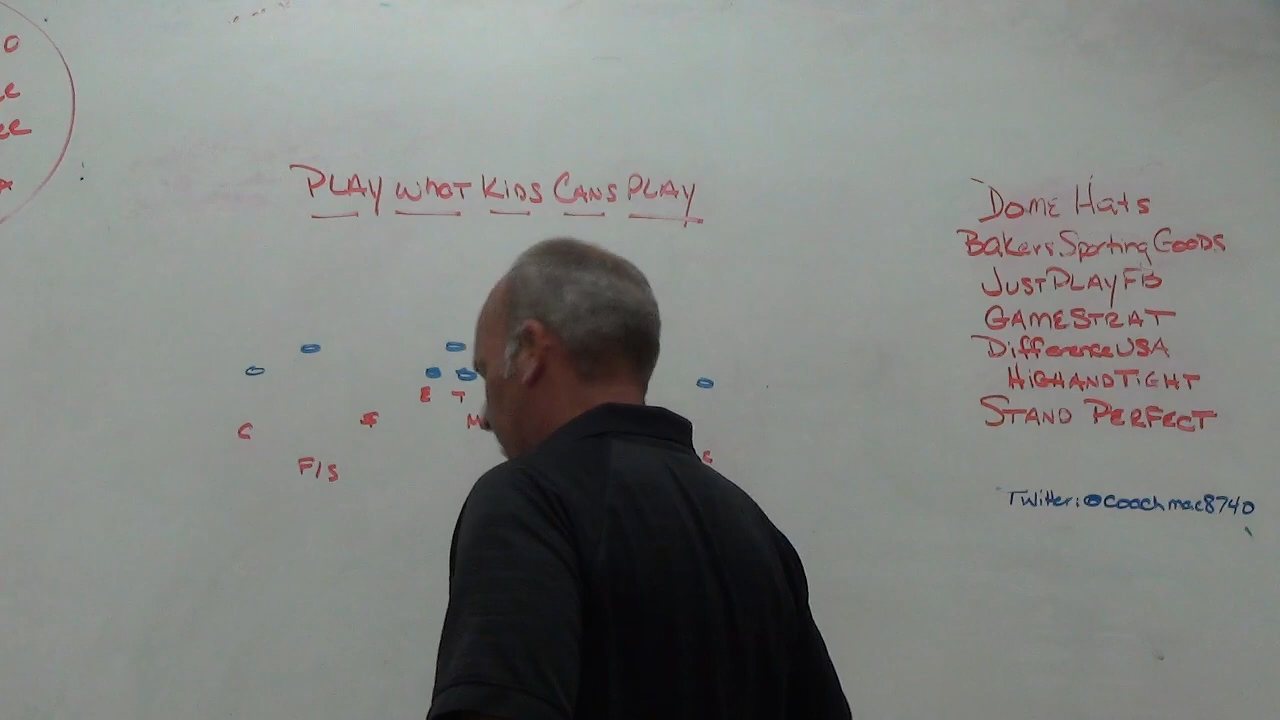 PLAY WHAT KIDS CANS PLAY
Dome Hats
Bakers Sporting Goods
JUSTPLAYFB
GAMESTRAT
DifferenceUSA
HIGHANDTIGHT
STAND PERFECT
E T
C $ M
F/S
Twitter:@coachmac8740